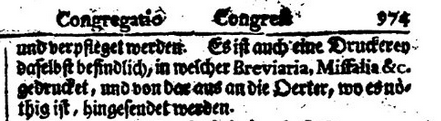 Congregatio Congreß 974
und verpfleget werden. Es ist auch eine Druckerey
daselbst befindlich, in welcher Breviaria, Missalia &c.
gedrucket, und von dar aus an die Oerter, wo es nö-
thig ist, hingesendet werden.